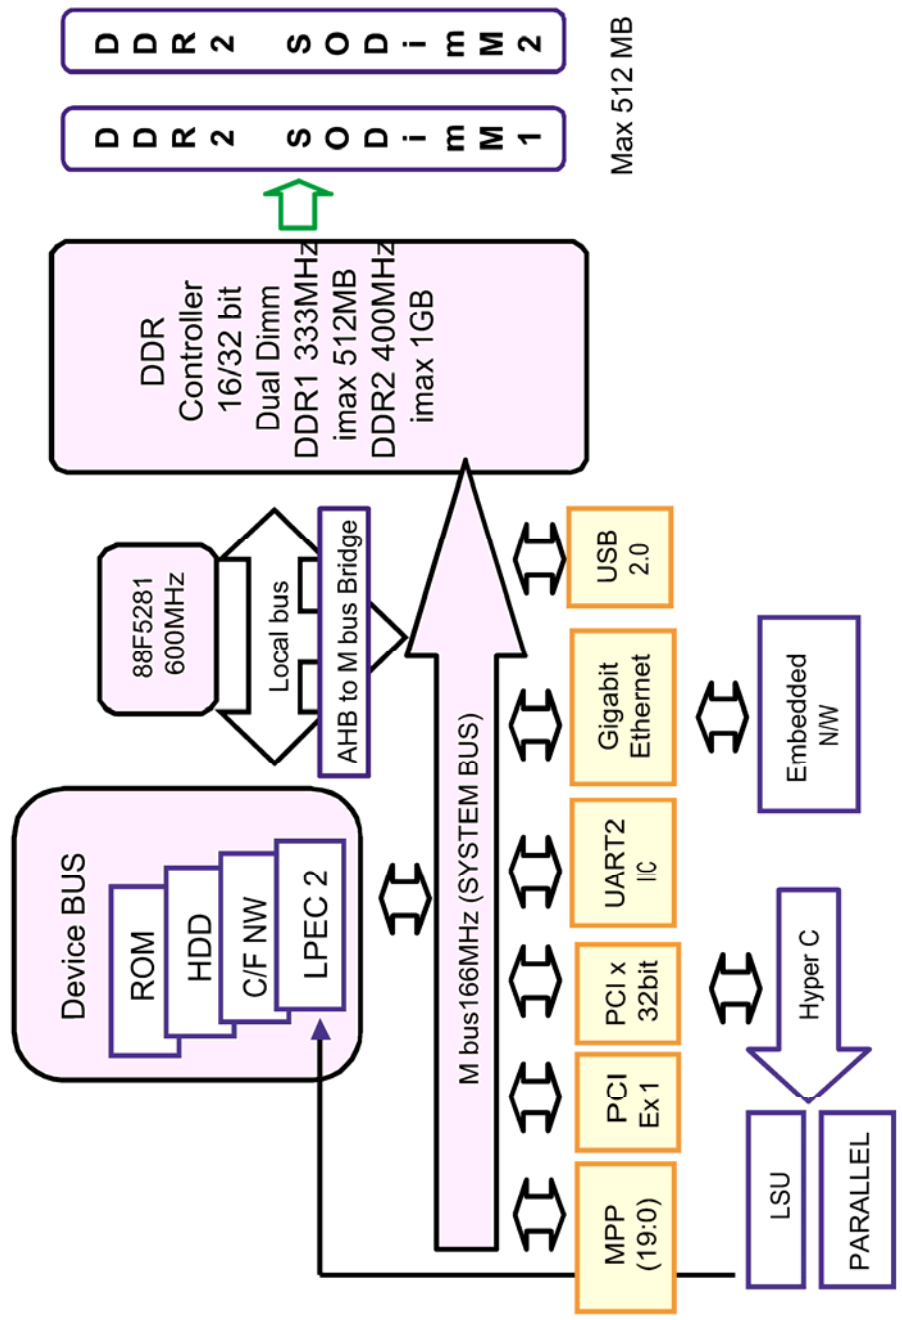 Device BUS
ROM
HDD
C/F NW
LPEC 2
88F5281
600MHz
Local bus
AHB to M bus Bridge
DDR
Controller
16/32 bit
Dual Dimm
DDR1 333MHz
imax 512MB
DDR2 400MHz
imax 1GB
DDR2 SODimM1
DDR2 SODimM2
Max 512 MB
M bus166MHz (SYSTEM BUS)
MPP
(19:0)
PCI
Ex1
PCI x
32bit
UART2
IIC
Gigabit
Ethernet
USB
2.0
LSU
PARALLEL
Hyper C
Embedded
N/W